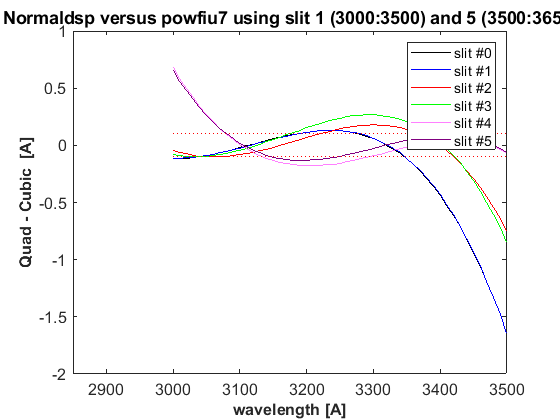 Normaldsp versus powfiu7 using slit 1 (3000:3500) and 5 (3500:365
1
0.5
0
-0.5
-1
-1.5
-2
Quad - Cubic [A]
2900
3000
3100
3200
3300
3400
3500
wavelength [A]
slit #0
slit #1
slit #2
slit #3
slit #4
slit #5